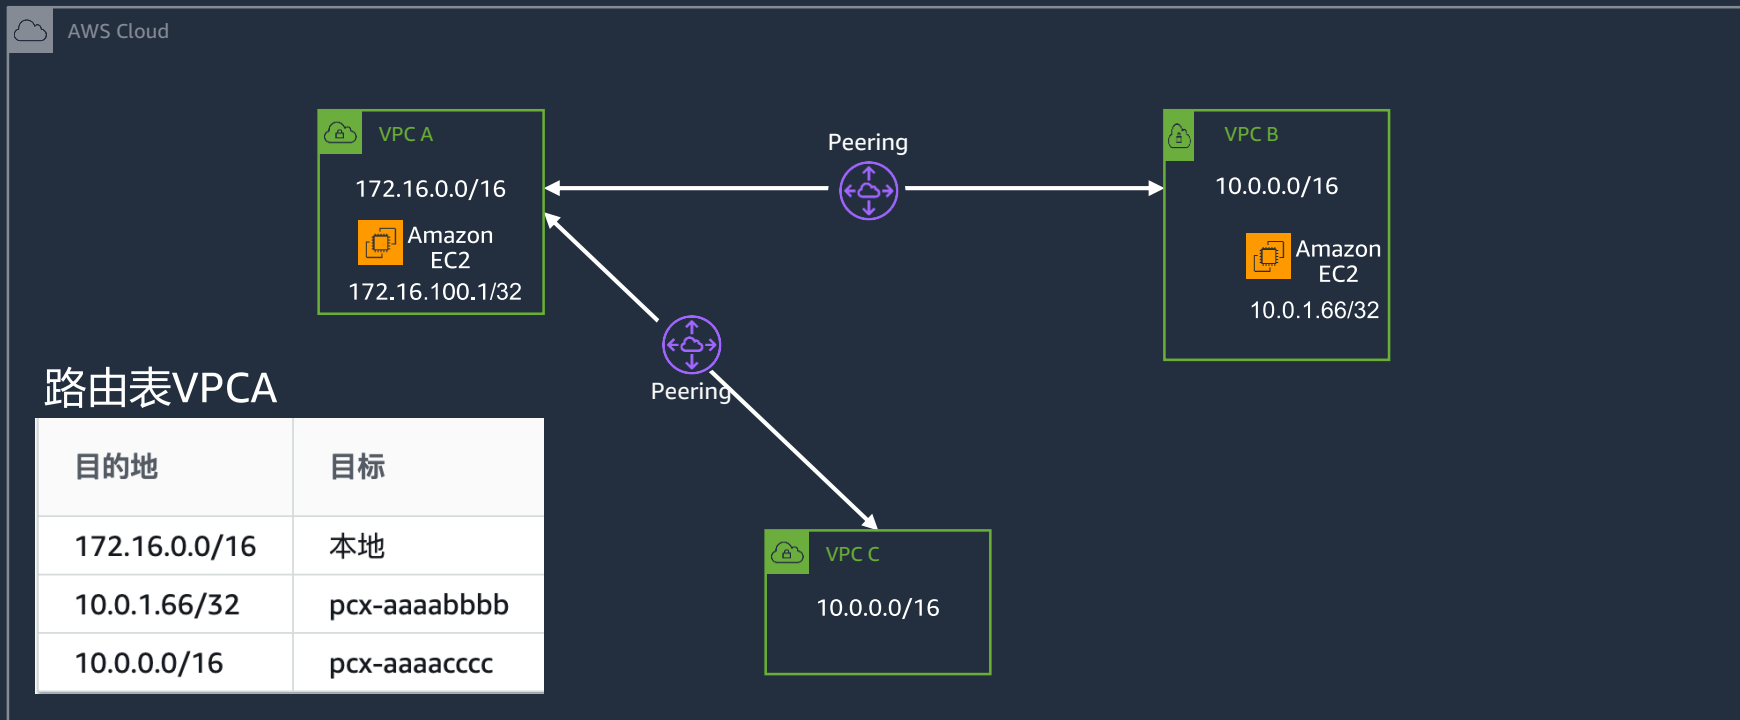 AWS Cloud
VPC A
172.16.0.0/16
Amazon
EC2
172.16.100.1/32
Peering
VPC B
10.0.0.0/16
Amazon
EC2
10.0.1.66/32
Peering
VPC C
10.0.0.0/16
路由表VPCA
目的地 目标
172.16.0.0/16 本地
10.0.1.66/32 pcx-aaaabbbb
10.0.0.0/16 pcx-aaaacccc